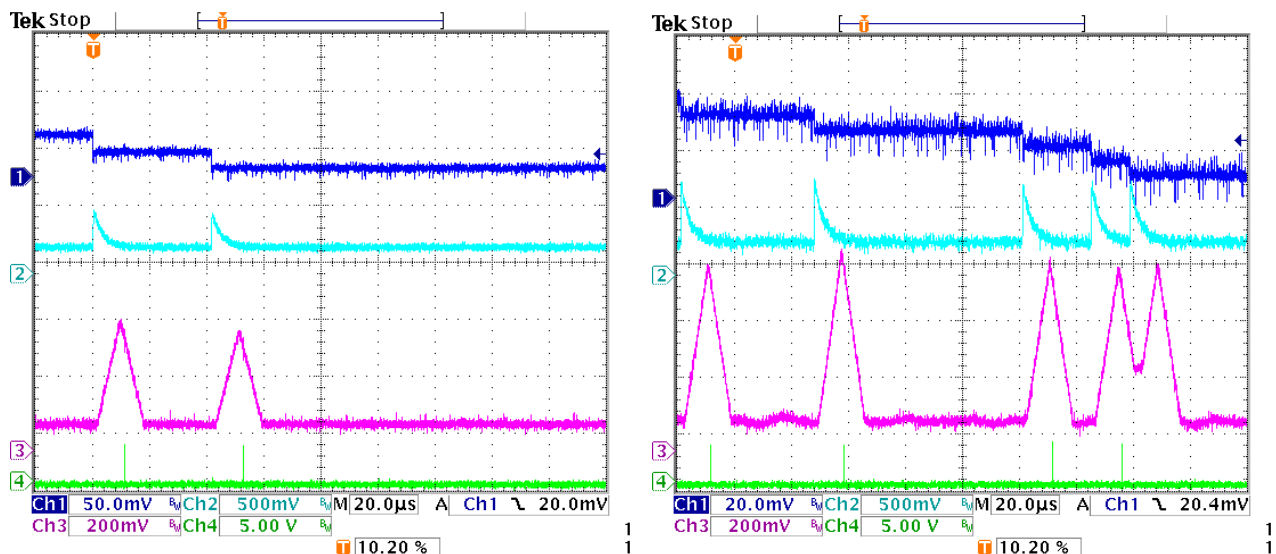 Tek Stop
T
T
1
2
3
4
Ch1 50.0mV Bw Ch2 500mV Bw M 20.0µs A Ch1 20.0mV
Ch3 200mV Bw Ch4 5.00 V Bw
T 10.20 %
1
1
Tek Stop
T
T
1
2
3
4
Ch1 20.0mV Bw Ch2 500mV Bw M 20.0µs A Ch1 20.4mV
Ch3 200mV Bw Ch4 5.00 V Bw
T 10.20 %
1
1